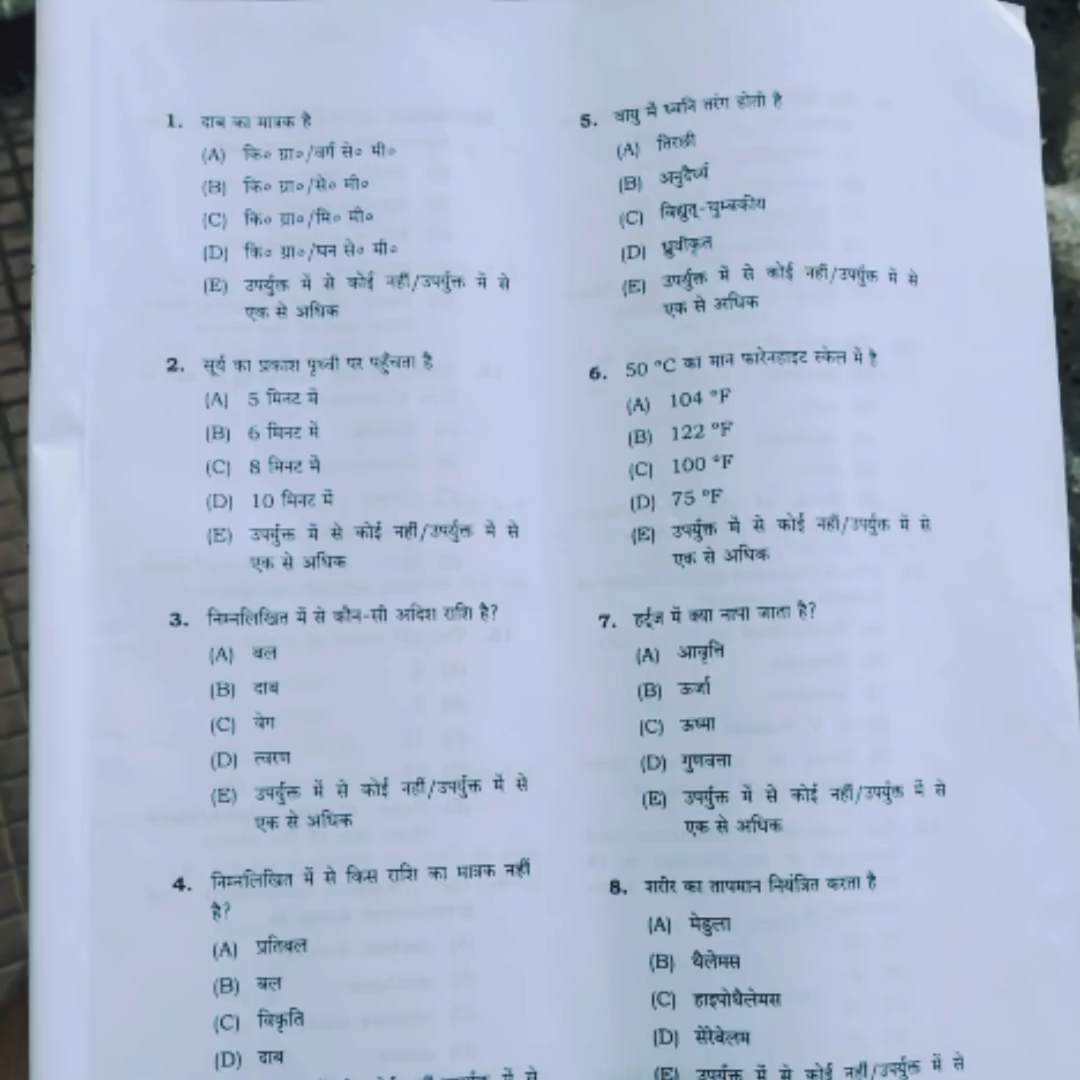 1. दाब का मात्रक है
(A) कि० ग्रा०/वर्ग से० मी०
(B) कि० ग्रा०/से० मी०
(C) कि० ग्रा०/मि० मी०
(D) कि० ग्रा०/घन से० मी०
(E) उपर्युक्त में से कोई नहीं/उपर्युक्त में से
एक से अधिक
2. सूर्य का प्रकाश पृथ्वी पर पहुँचता है
(A) 5 मिनट में
(B) 6 मिनट में
(C) 8 मिनट में
(D) 10 मिनट में
(E) उपर्युक्त में से कोई नहीं/उपर्युक्त में से
एक से अधिक
3. निम्नलिखित में से कौन-सी अदिश राशि है?
(A) बल
(B) दाब
(C) वेग
(D) त्वरण
(E) उपर्युक्त में से कोई नहीं/उपर्युक्त में से
एक से अधिक
4. निम्नलिखित में से किस राशि का मात्रक नहीं
है?
(A) प्रतिबल
(B) बल
(C) विकृति
(D) दाब
5. वायु में ध्वनि तरंग होती है
(A) तिरछी
(B) अनुदैर्घ्य
(C) विद्युत्-चुम्बकीय
(D) ध्रुवीकृत
(E) उपर्युक्त में से कोई नहीं/उपर्युक्त में से
एक से अधिक
6. 50 °C का मान फारेनहाइट स्केल में है
(A) 104 °F
(B) 122 °F
(C) 100 °F
(D) 75 °F
(E) उपर्युक्त में से कोई नहीं/उपर्युक्त में से
एक से अधिक
7. हर्ट्ज में क्या नापा जाता है?
(A) आवृत्ति
(B) ऊर्जा
(C) ऊष्मा
(D) गुणवत्ता
(E) उपर्युक्त में से कोई नहीं/उपर्युक्त में से
एक से अधिक
8. शरीर का तापमान नियंत्रित करता है
(A) मेडुला
(B) थैलेमस
(C) हाइपोथैलेमस
(D) सेरेबेलम
(E) उपर्युक्त में से कोई नहीं/उपर्युक्त में से